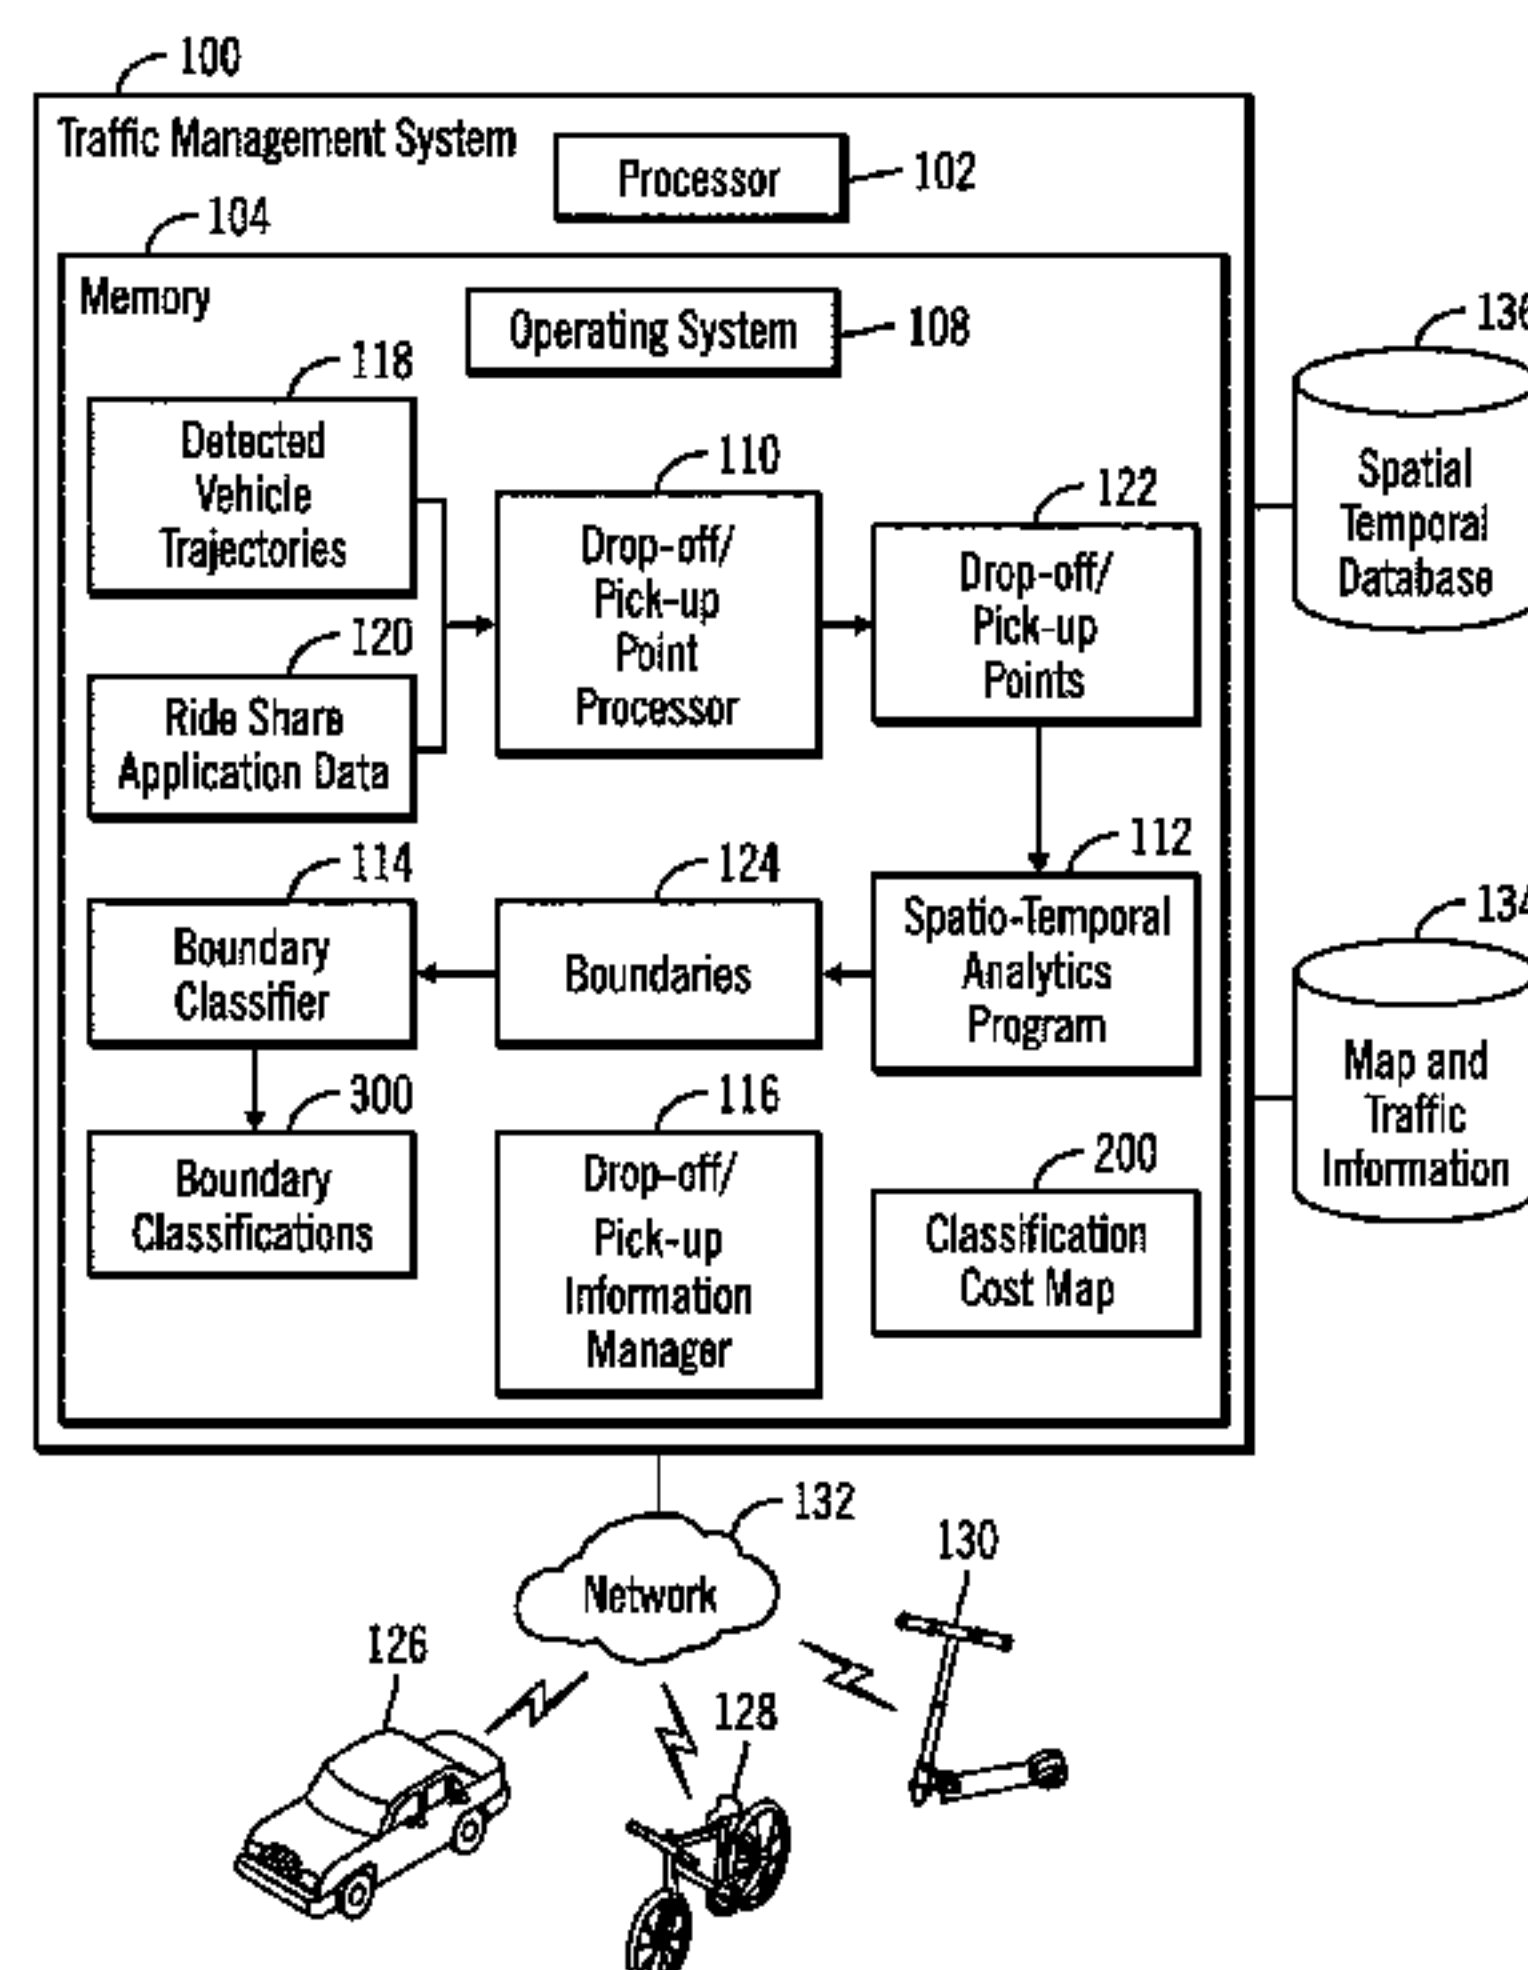 100
Traffic Management System
Processor
102
104
Memory
Operating System
108
118
Detected
Vehicle
Trajectories
110
Drop-off/
Pick-up
Point
Processor
122
Drop-off/
Pick-up
Points
136
Spatial
Temporal
Database
120
Ride Share
Application Data
114
Boundary
Classifier
124
Boundaries
112
Spatio-Temporal
Analytics
Program
134
Map and
Traffic
Information
300
Boundary
Classifications
116
Drop-off/
Pick-up
Information
Manager
200
Classification
Cost Map
132
Network
130
126
128